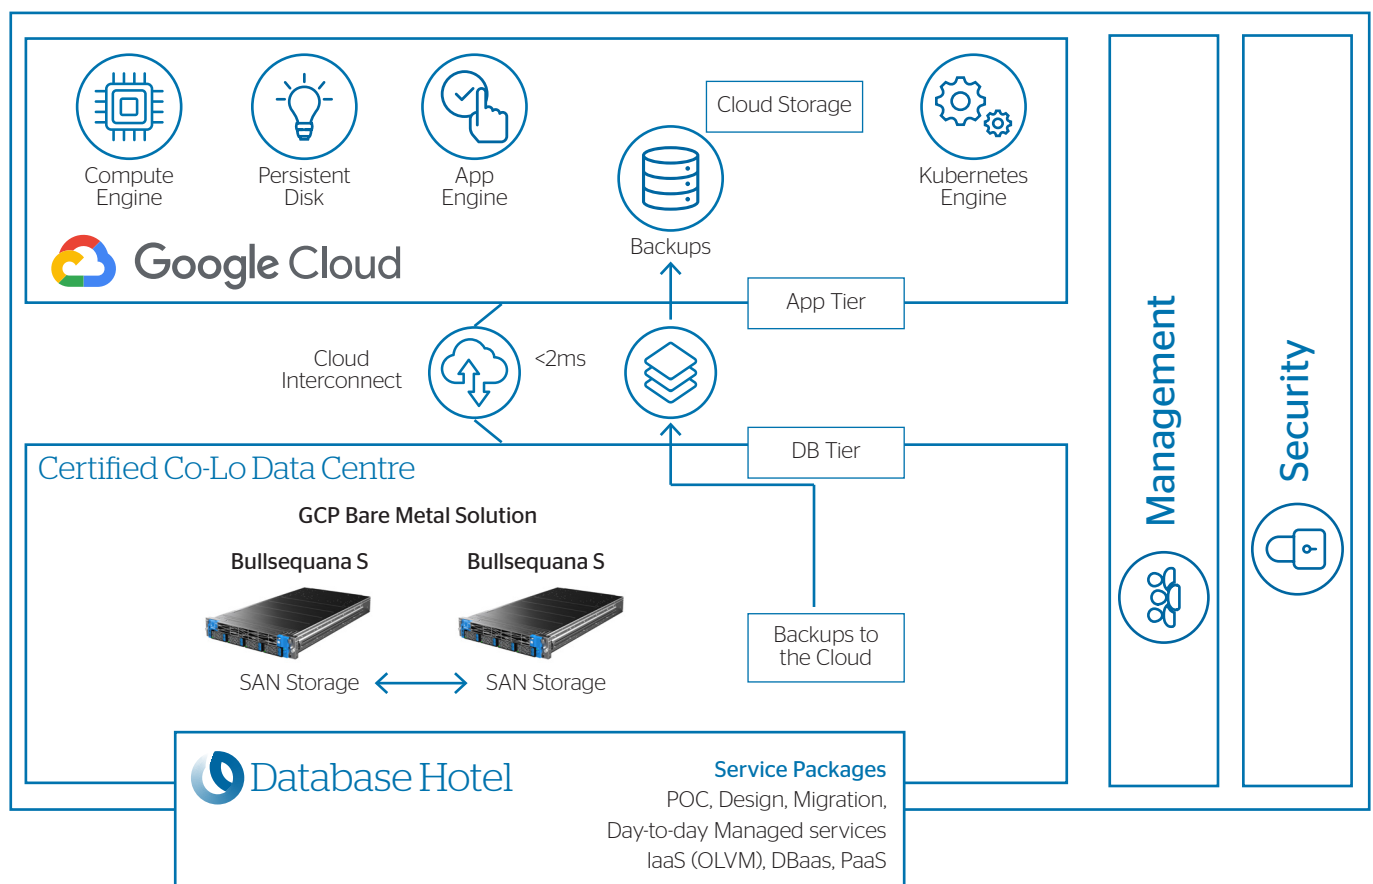 Cloud Storage
Compute
Engine
Persistent
Disk
App
Engine
Kubernetes
Engine
Backups
Google Cloud
App Tier
Cloud
Interconnect
<2ms
DB Tier
Certified Co-Lo Data Centre
GCP Bare Metal Solution
Bullsequana S
Bullsequana S
SAN Storage
SAN Storage
Backups to
the Cloud
Database Hotel
Service Packages
POC, Design, Migration,
Day-to-day Managed services
IaaS (OLVM), DBaas, PaaS
Management
Security